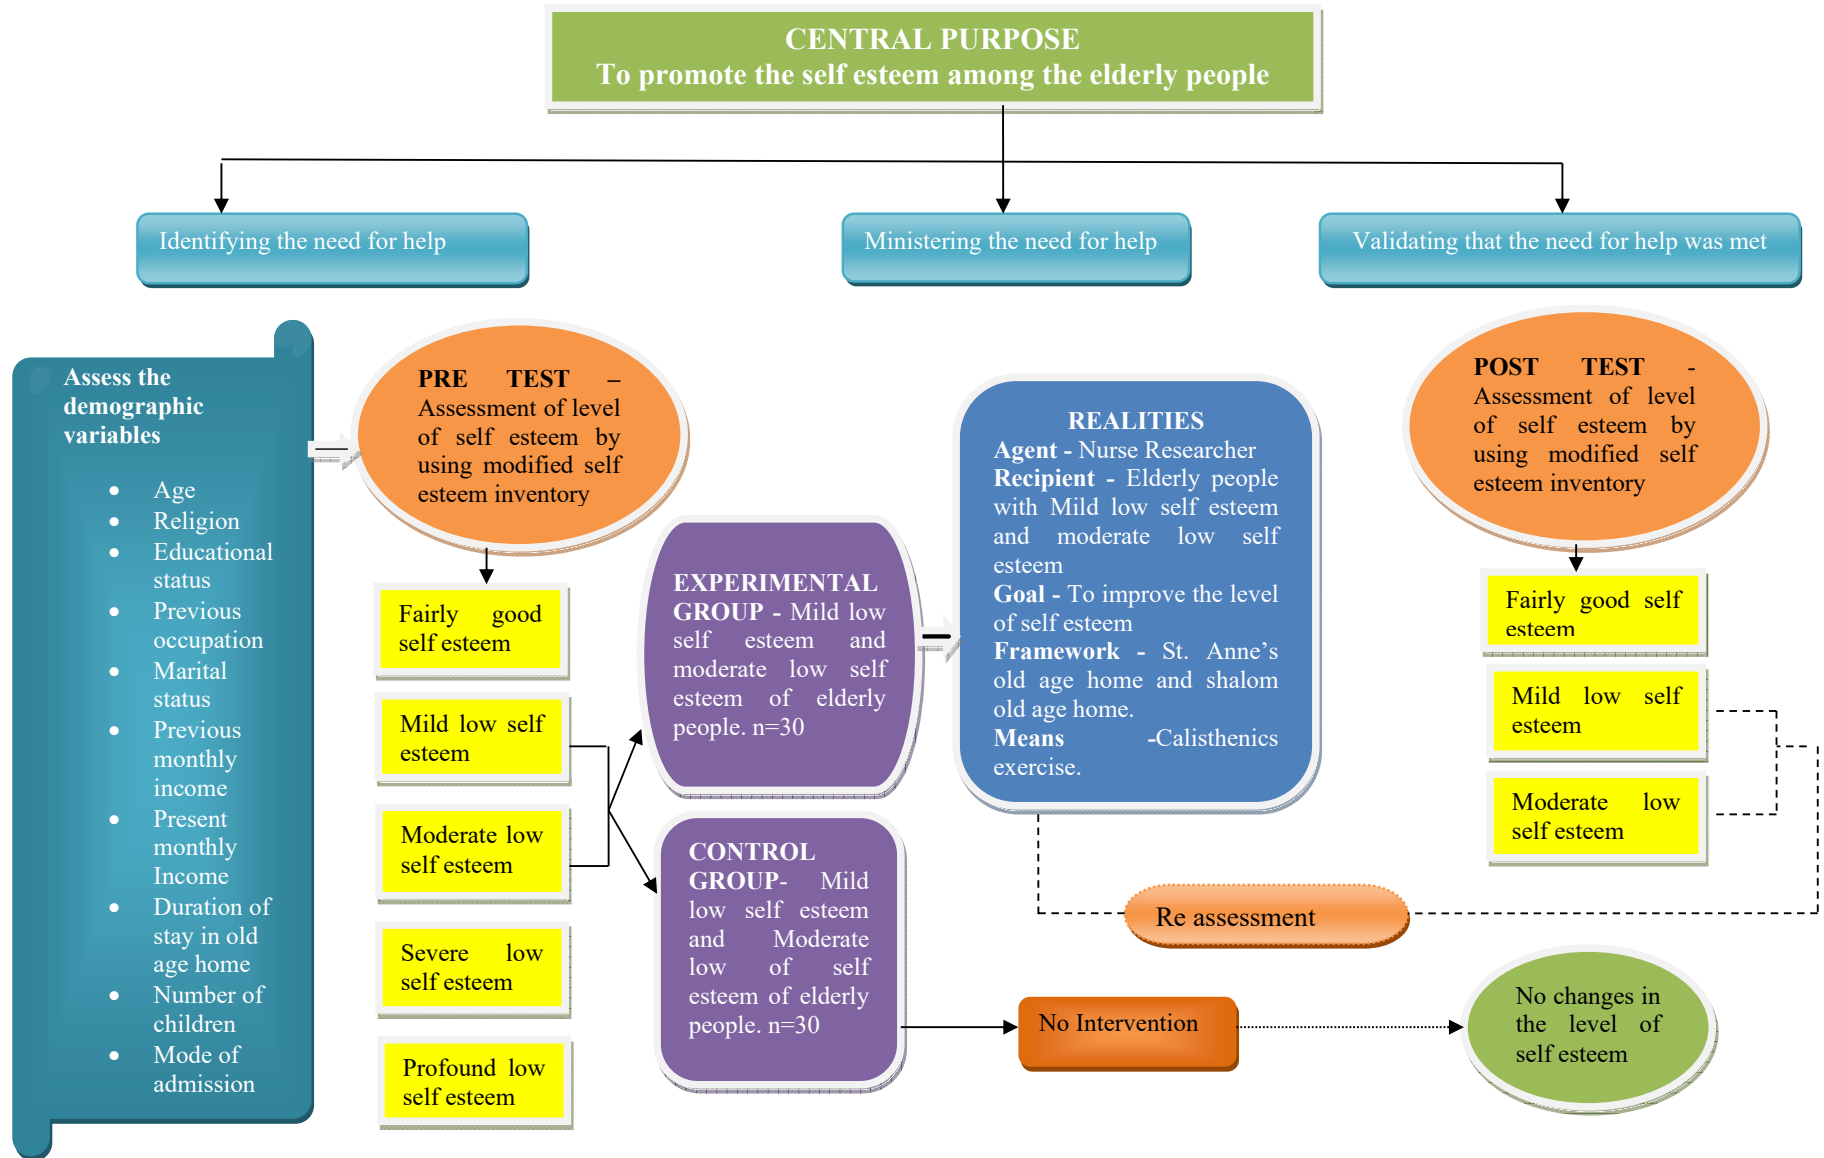 CENTRAL PURPOSE
To promote the self esteem among the elderly people
Identifying the need for help
Ministering the need for help
Validating that the need for help was met
Assess the
demographic
variables
• Age
• Religion
• Educational
status
• Previous
occupation
• Marital
status
• Previous
monthly
income
• Present
monthly
Income
• Duration of
stay in old
age home
• Number of
children
• Mode of
admission
PRE TEST –
Assessment of level
of self esteem by
using modified self
esteem inventory
Fairly good
self esteem
Mild low self
esteem
Moderate low
self esteem
Severe low
self esteem
Profound low
self esteem
EXPERIMENTAL
GROUP - Mild low
self esteem and
moderate low self
esteem of elderly
people. n=30
CONTROL
GROUP- Mild
low self esteem
and Moderate
low of self
esteem of elderly
people. n=30
REALITIES
Agent - Nurse Researcher
Recipient - Elderly people
with Mild low self esteem
and moderate low self
esteem
Goal - To improve the level
of self esteem
Framework - St. Anne’s
old age home and shalom
old age home.
Means -Calisthenics
exercise.
Re assessment
No Intervention
POST TEST -
Assessment of level
of self esteem by
using modified self
esteem inventory
Fairly good self
esteem
Mild low self
esteem
Moderate low
self esteem
No changes in
the level of
self esteem